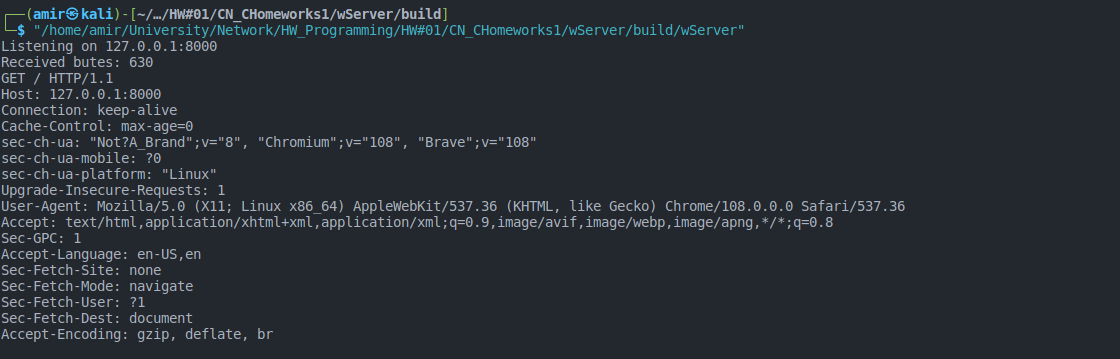 ┌──(amir㉿kali)-[~/…/HW#01/CN_CHomeworks1/wServer/build]
└─$ "/home/amir/University/Network/HW_Programming/HW#01/CN_CHomeworks1/wServer/build/wServer"
Listening on 127.0.0.1:8000
Received butes: 630
GET / HTTP/1.1
Host: 127.0.0.1:8000
Connection: keep-alive
Cache-Control: max-age=0
sec-ch-ua: "Not?A_Brand";v="8", "Chromium";v="108", "Brave";v="108"
sec-ch-ua-mobile: ?0
sec-ch-ua-platform: "Linux"
Upgrade-Insecure-Requests: 1
User-Agent: Mozilla/5.0 (X11; Linux x86_64) AppleWebKit/537.36 (KHTML, like Gecko) Chrome/108.0.0.0 Safari/537.36
Accept: text/html,application/xhtml+xml,application/xml;q=0.9,image/avif,image/webp,image/apng,*/*;q=0.8
Sec-GPC: 1
Accept-Language: en-US,en
Sec-Fetch-Site: none
Sec-Fetch-Mode: navigate
Sec-Fetch-User: ?1
Sec-Fetch-Dest: document
Accept-Encoding: gzip, deflate, br